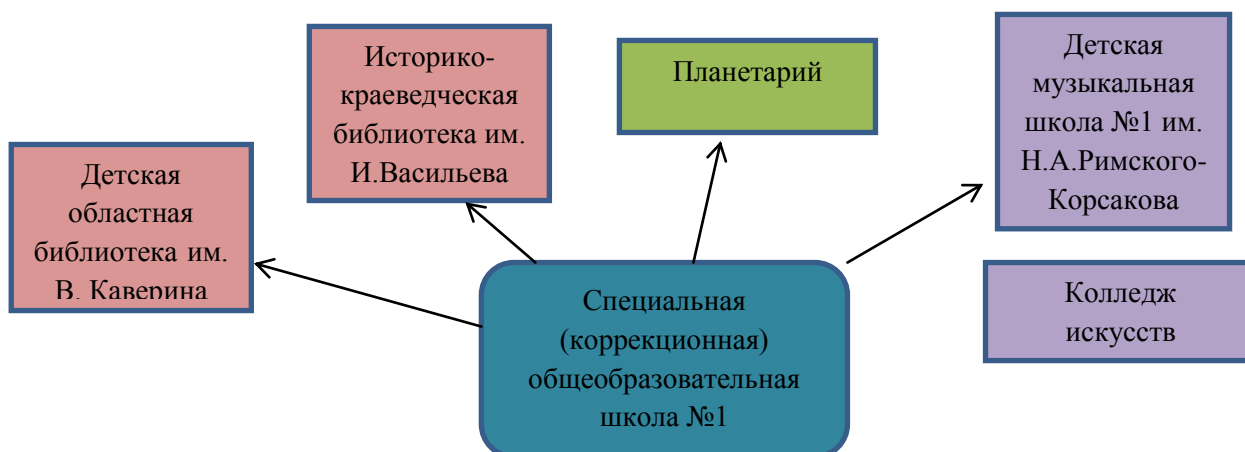 Историко-
краеведческая
библиотека им.
И.Васильева
Планетарий
Детская
музыкальная
школа №1 им.
Н.А.Римского-
Корсакова
Детская
областная
библиотека им.
В. Каверина
Специальная
(коррекционная)
общеобразовательная
школа №1
Колледж
искусств